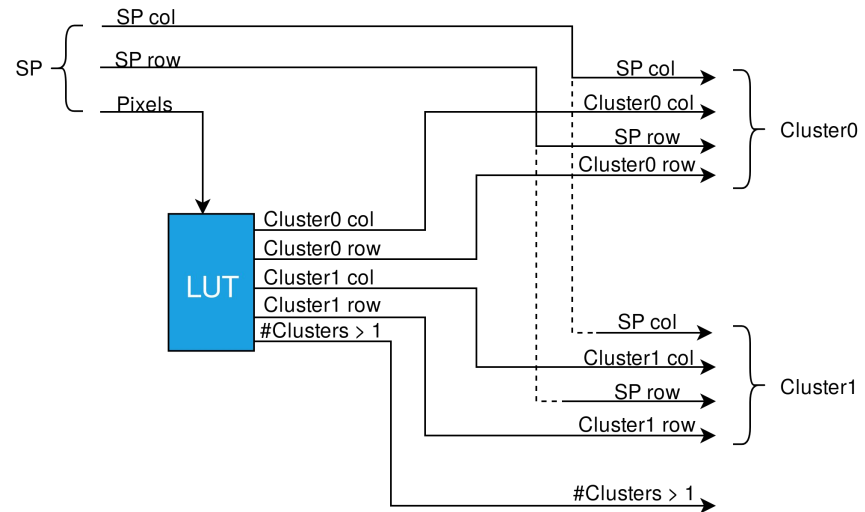 SP col
SP
SP row
Pixels
SP col
Cluster0 col
SP row
Cluster0 row
Cluster0
LUT
Cluster0 col
Cluster0 row
Cluster1 col
Cluster1 row
#Clusters > 1
SP col
Cluster1 col
SP row
Cluster1 row
Cluster1
#Clusters > 1